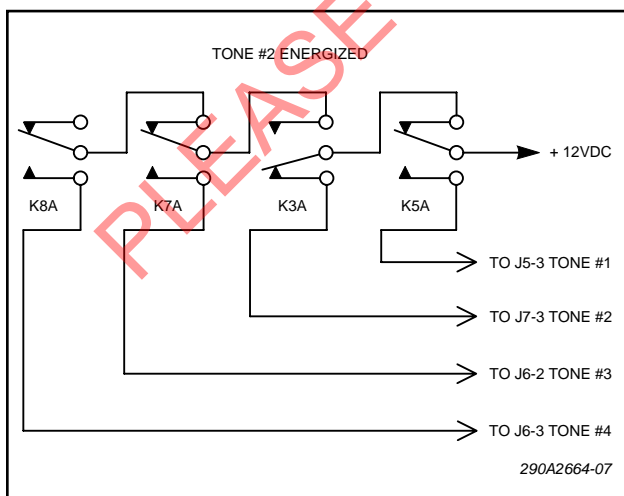 TONE #2 ENERGIZED
+ 12VDC
K8A
K7A
K3A
K5A
TO J5-3 TONE #1
TO J7-3 TONE #2
TO J6-2 TONE #3
TO J6-3 TONE #4
290A2664-07
PLEASE